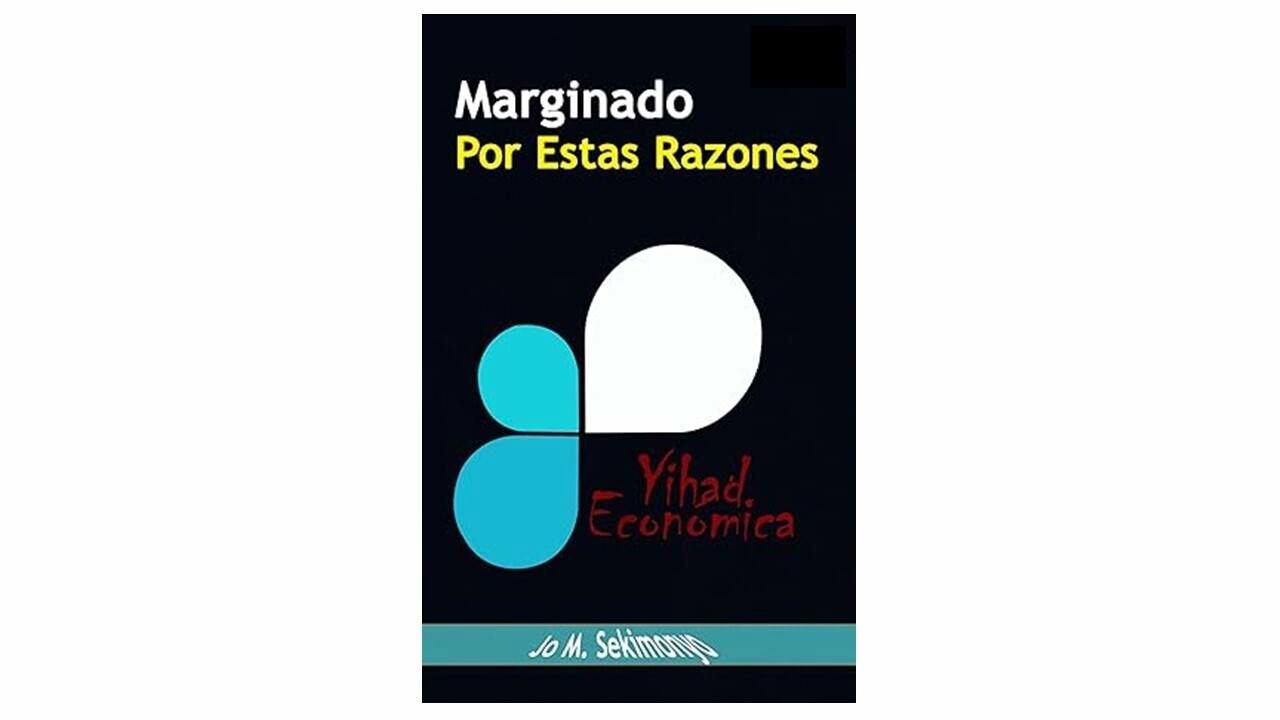 Marginado
Por Estas Razones
Yihad
Economica
Jo M. Sekimonyo